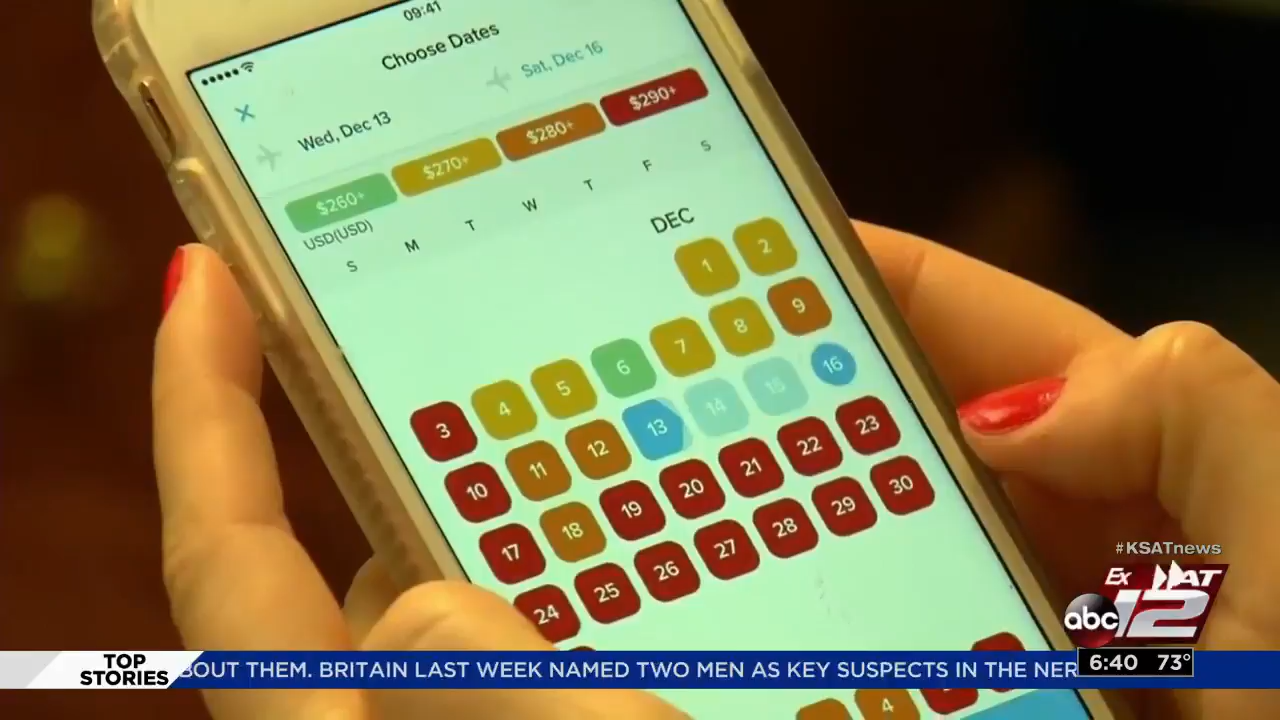 09:41
Choose Dates
Wed, Dec 13
Sat, Dec 16
$260+ $270+ $280+ $290+
USD(USD)
S M T W T F S
DEC
1 2
3 4 5 6 7 8 9
10 11 12 13 14 15 16
17 18 19 20 21 22 23
24 25 26 27 28 29 30
4
#KSATnews
abc 12
6:40 73°
TOP STORIES
BOUT THEM. BRITAIN LAST WEEK NAMED TWO MEN AS KEY SUSPECTS IN THE NER